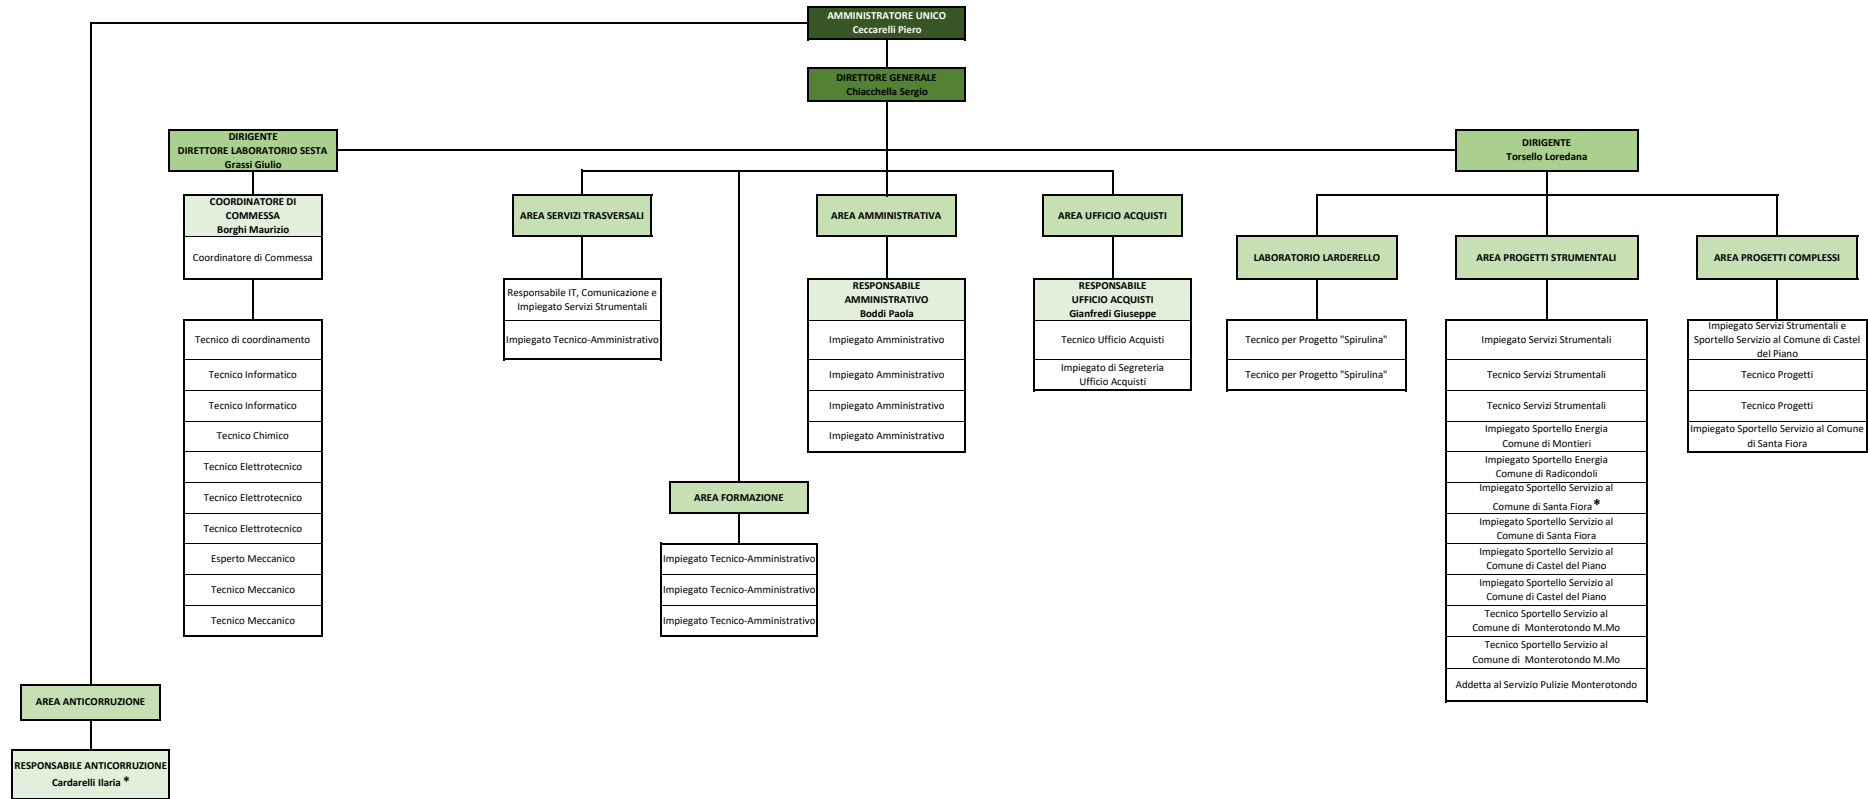 AMMINISTRATORE UNICO
Ceccarelli Piero
DIRETTORE GENERALE
Chiacchella Sergio
DIRIGENTE
DIRETTORE LABORATORIO SESTA
Grassi Giulio
DIRIGENTE
Torsello Loredana
COORDINATORE DI
COMMESSA
Borghi Maurizio
Coordinatore di Commessa
Tecnico di coordinamento
Tecnico Informatico
Tecnico Informatico
Tecnico Chimico
Tecnico Elettrotecnico
Tecnico Elettrotecnico
Tecnico Elettrotecnico
Esperto Meccanico
Tecnico Meccanico
Tecnico Meccanico
AREA SERVIZI TRASVERSALI
Responsabile IT, Comunicazione e
Impiegato Servizi Strumentali
Impiegato Tecnico-Amministrativo
AREA FORMAZIONE
Impiegato Tecnico-Amministrativo
Impiegato Tecnico-Amministrativo
Impiegato Tecnico-Amministrativo
AREA AMMINISTRATIVA
RESPONSABILE
AMMINISTRATIVO
Boddi Paola
Impiegato Amministrativo
Impiegato Amministrativo
Impiegato Amministrativo
Impiegato Amministrativo
AREA UFFICIO ACQUISTI
RESPONSABILE
UFFICIO ACQUISTI
Gianfredi Giuseppe
Tecnico Ufficio Acquisti
Impiegato di Segreteria
Ufficio Acquisti
LABORATORIO LARDERELLO
Tecnico per Progetto "Spirulina"
Tecnico per Progetto "Spirulina"
AREA PROGETTI STRUMENTALI
Impiegato Servizi Strumentali
Tecnico Servizi Strumentali
Tecnico Servizi Strumentali
Impiegato Sportello Energia
Comune di Montieri
Impiegato Sportello Energia
Comune di Radicondoli
Impiegato Sportello Servizio al
Comune di Santa Fiora *
Impiegato Sportello Servizio al
Comune di Santa Fiora
Impiegato Sportello Servizio al
Comune di Castel del Piano
Impiegato Sportello Servizio al
Comune di Castel del Piano
Tecnico Sportello Servizio al
Comune di Monterotondo M.Mo
Tecnico Sportello Servizio al
Comune di Monterotondo M.Mo
Addetta al Servizio Pulizie Monterotondo
AREA PROGETTI COMPLESSI
Impiegato Servizi Strumentali e
Sportello Servizio al Comune di Castel
del Piano
Tecnico Progetti
Tecnico Progetti
Impiegato Sportello Servizio al Comune
di Santa Fiora
AREA ANTICORRUZIONE
RESPONSABILE ANTICORRUZIONE
Cardarelli Ilaria *